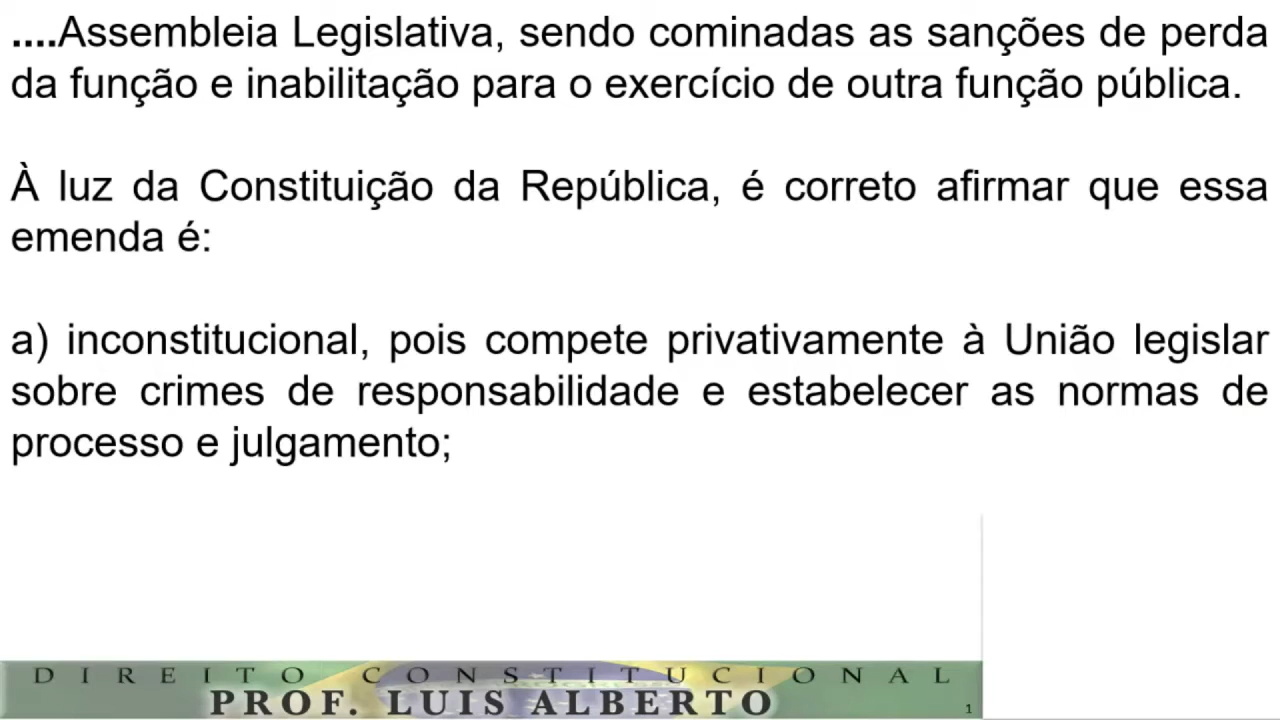 ....Assembleia Legislativa, sendo cominadas as sanções de perda
da função e inabilitação para o exercício de outra função pública.
À luz da Constituição da República, é correto afirmar que essa
emenda é:
a) inconstitucional, pois compete privativamente à União legislar
sobre crimes de responsabilidade e estabelecer as normas de
processo e julgamento;
DIREITO CONSTITUCIONAL
PROF. LUIS ALBERTO
1